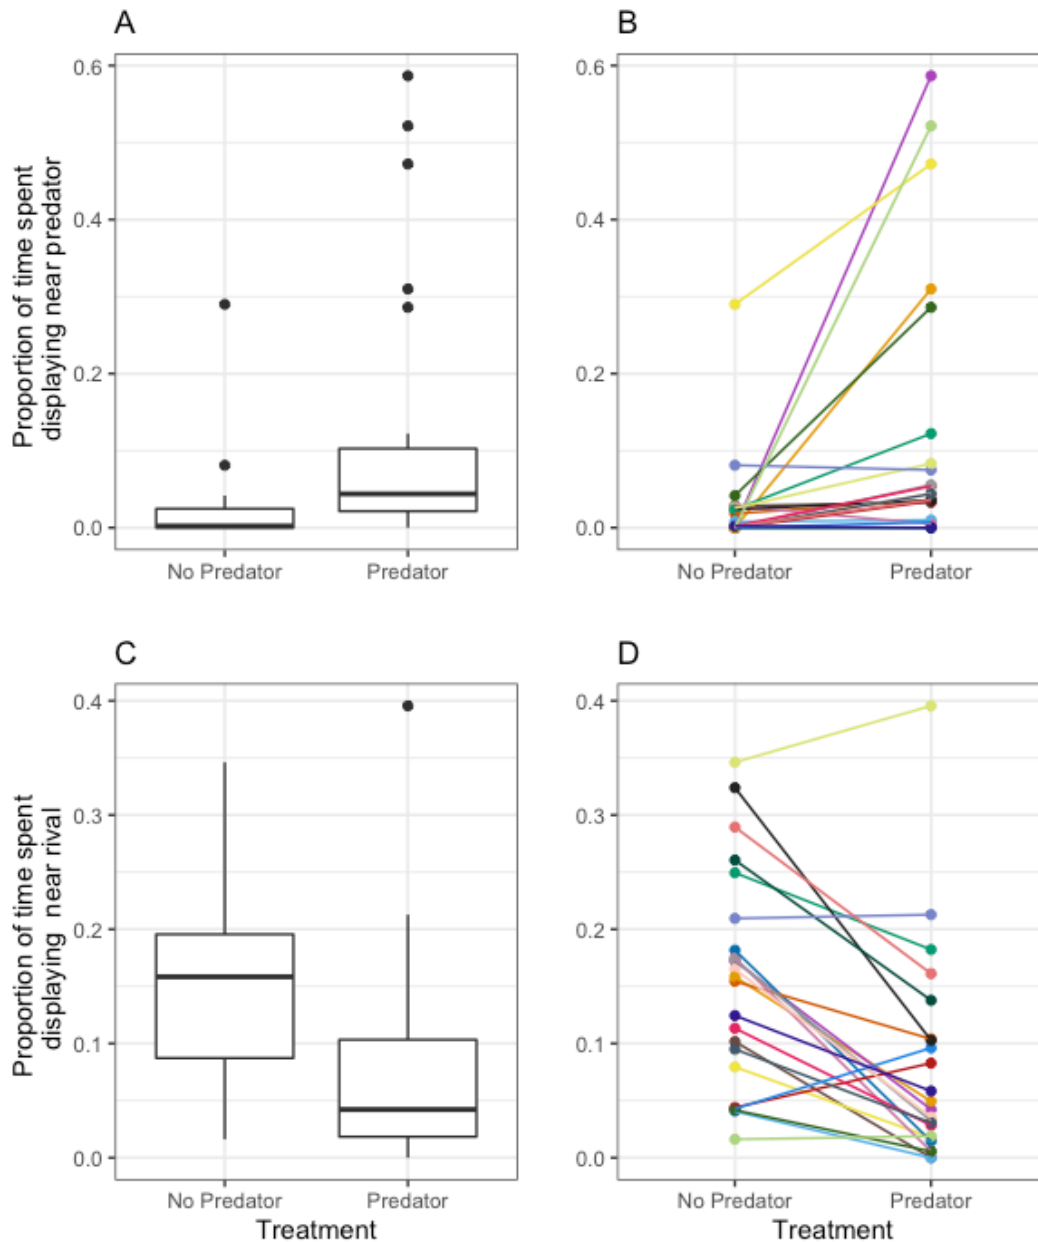 A
B
Proportion of time spent
displaying near predator
0.6
0.4
0.2
0.0
No Predator
Predator
0.6
0.4
0.2
0.0
No Predator
Predator
C
D
Proportion of time spent
displaying near rival
0.4
0.3
0.2
0.1
0.0
No Predator
Predator
Treatment
0.4
0.3
0.2
0.1
0.0
No Predator
Predator
Treatment